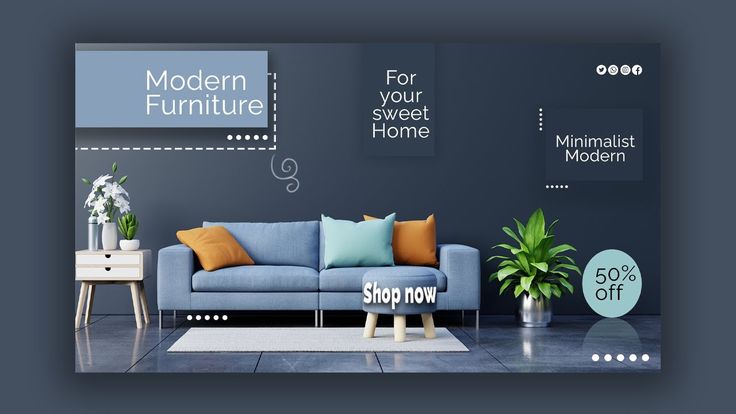 Modern
Furniture
For
your
sweet
Home
Minimalist
Modern
Shop now
50%
off